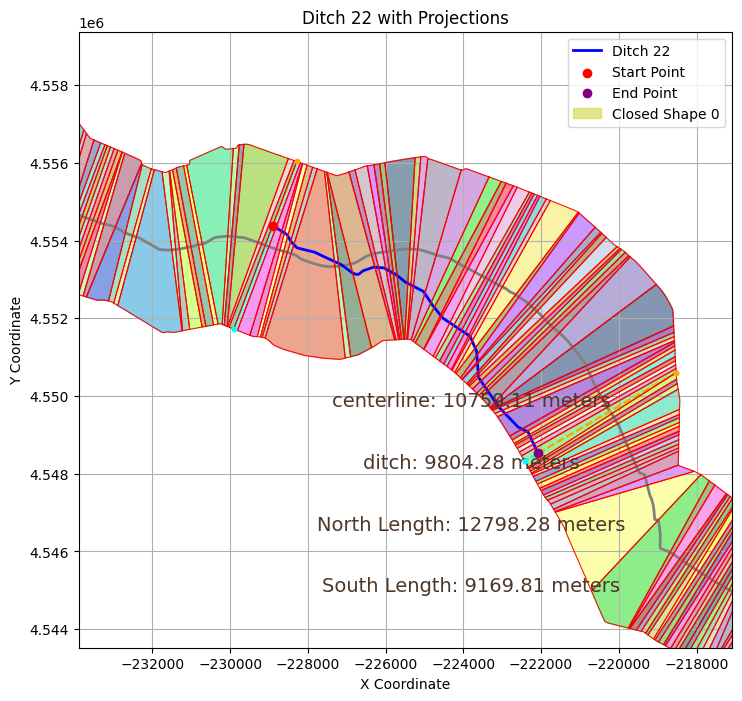 Ditch 22 with Projections
1e6
Ditch 22
Start Point
End Point
Closed Shape 0
4.558
4.556
4.554
4.552
4.550
4.548
4.546
4.544
Y Coordinate
centerline: 10759.11 meters
ditch: 9804.28 meters
North Length: 12798.28 meters
South Length: 9169.81 meters
−232000 −230000 −228000 −226000 −224000 −222000 −220000 −218000
X Coordinate